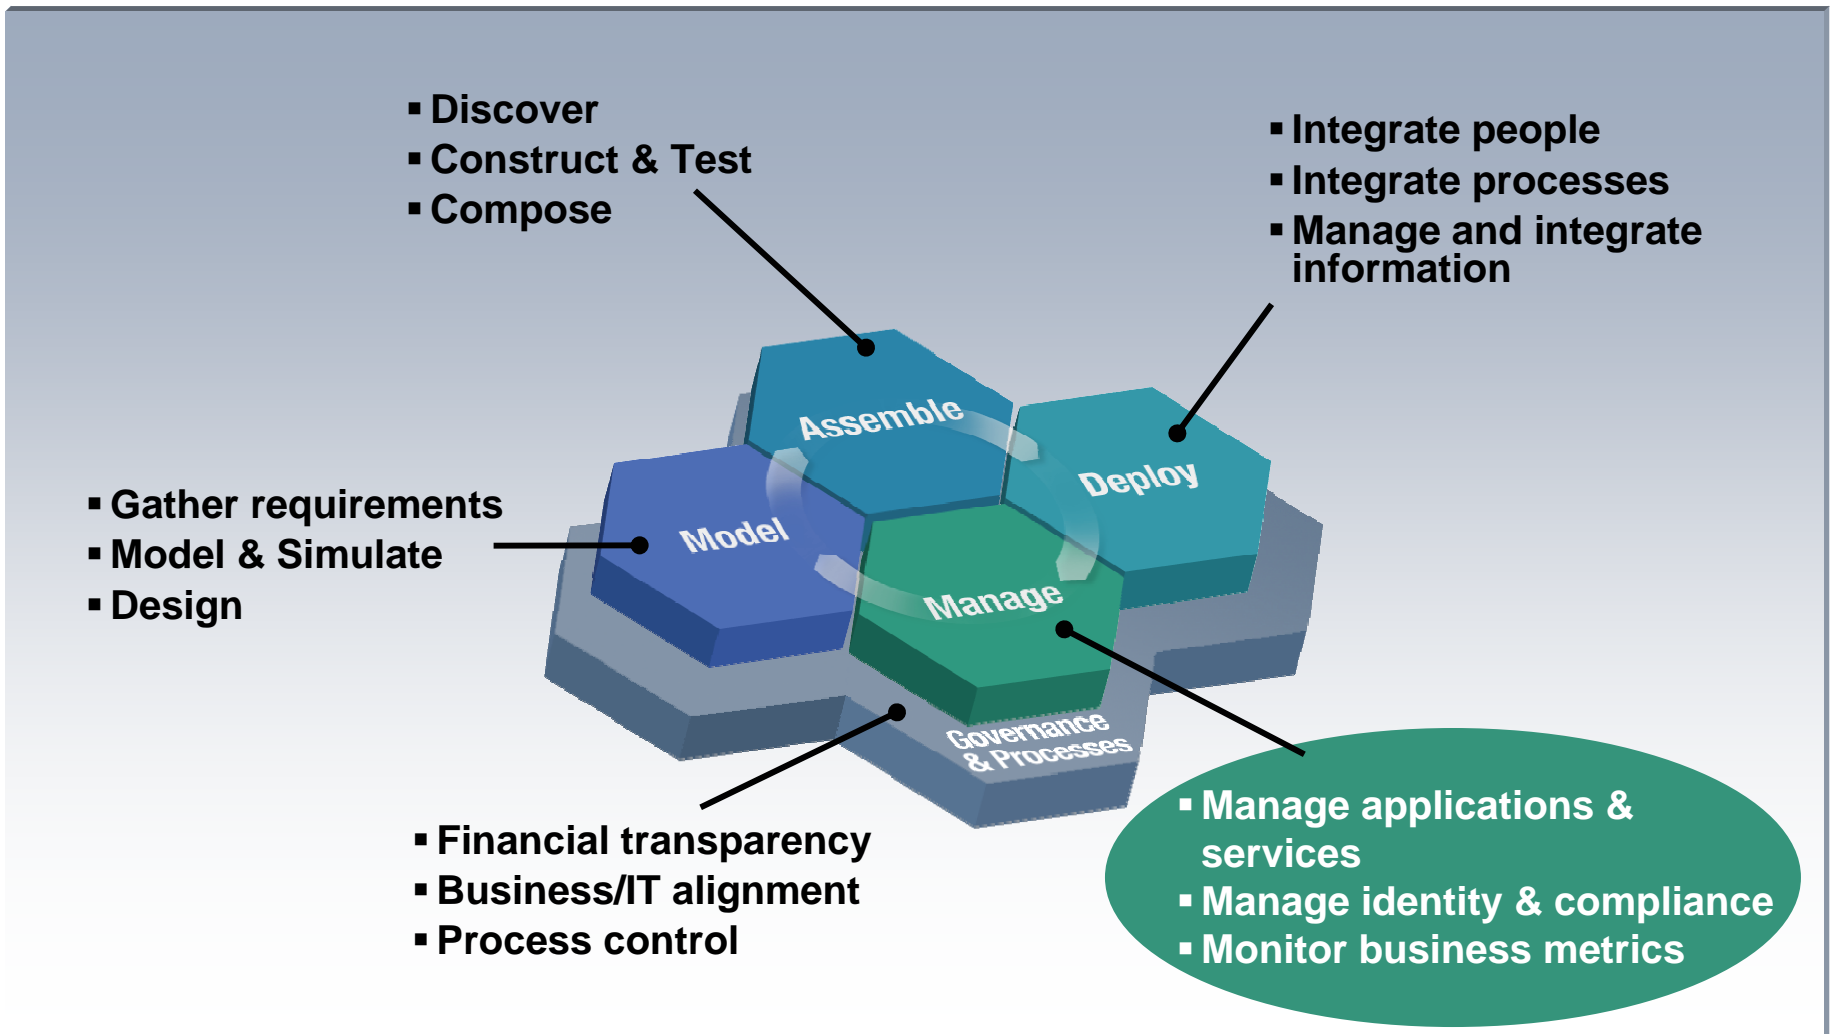 ▪ Discover
▪ Construct & Test
▪ Compose
▪ Integrate people
▪ Integrate processes
▪ Manage and integrate
information
Assemble
Deploy
Model
Manage
Governance
& Processes
▪ Gather requirements
▪ Model & Simulate
▪ Design
▪ Financial transparency
▪ Business/IT alignment
▪ Process control
▪ Manage applications &
services
▪ Manage identity & compliance
▪ Monitor business metrics